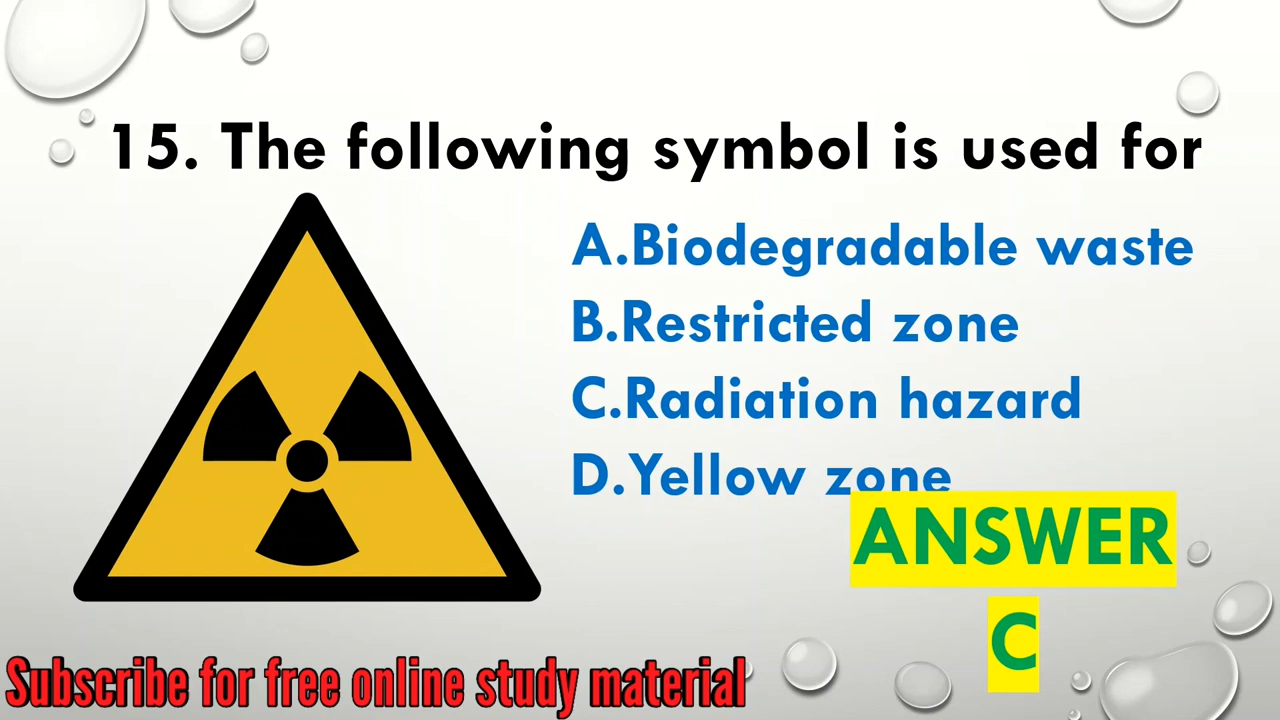 15. The following symbol is used for
A.Biodegradable waste
B.Restricted zone
C.Radiation hazard
D.Yellow zone
ANSWER
C
Subscribe for free online study material